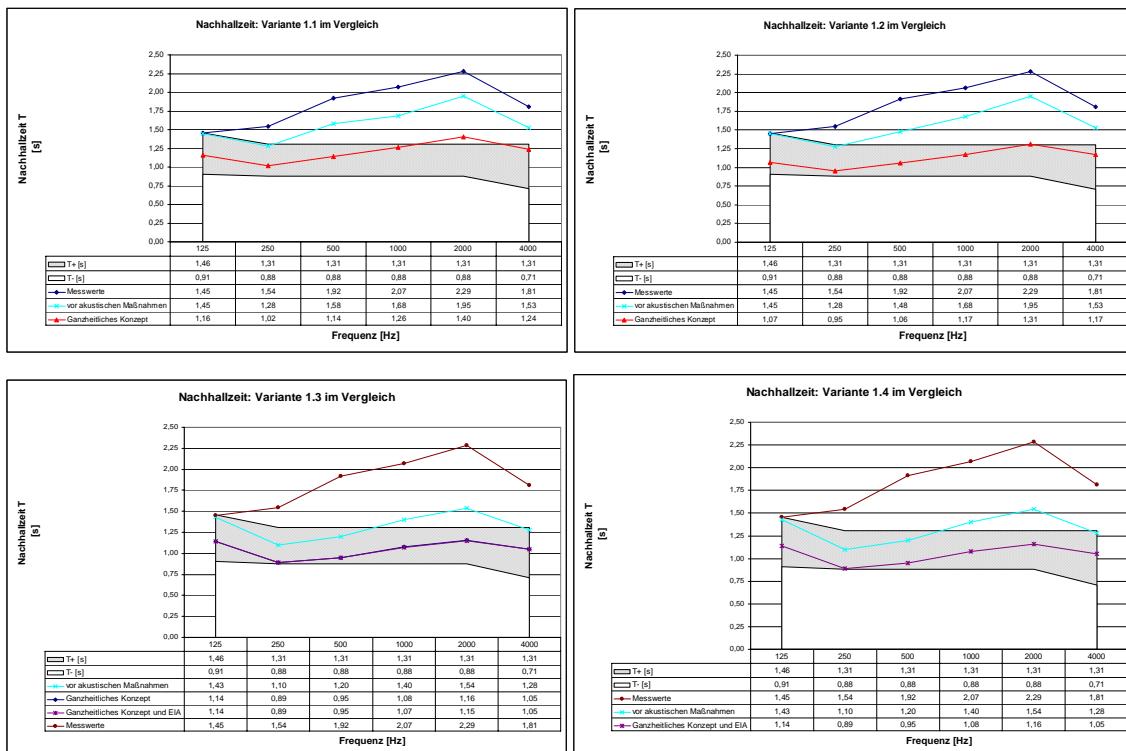 Nachhallzeit: Variante 1.1 im Vergleich
Nachhallzeit T
[s]
2,50
2,25
2,00
1,75
1,50
1,25
1,00
0,75
0,50
0,25
0,00
125 250 500 1000 2000 4000
T+ [s] 1,46 1,31 1,31 1,31 1,31 1,31
T- [s] 0,91 0,88 0,88 0,88 0,88 0,71
Messwerte 1,45 1,54 1,92 2,07 2,29 1,81
vor akustischen Maßnahmen 1,45 1,28 1,58 1,68 1,95 1,53
Ganzheitliches Konzept 1,16 1,02 1,14 1,26 1,40 1,24
Frequenz [Hz]
Nachhallzeit: Variante 1.2 im Vergleich
Nachhallzeit T
[s]
2,50
2,25
2,00
1,75
1,50
1,25
1,00
0,75
0,50
0,25
0,00
125 250 500 1000 2000 4000
T+ [s] 1,46 1,31 1,31 1,31 1,31 1,31
T- [s] 0,91 0,88 0,88 0,88 0,88 0,71
Messwerte 1,45 1,54 1,92 2,07 2,29 1,81
vor akustischen Maßnahmen 1,45 1,28 1,48 1,68 1,95 1,53
Ganzheitliches Konzept 1,07 0,95 1,06 1,17 1,31 1,17
Frequenz [Hz]
Nachhallzeit: Variante 1.3 im Vergleich
Nachhallzeit T
[s]
2,50
2,25
2,00
1,75
1,50
1,25
1,00
0,75
0,50
0,25
0,00
125 250 500 1000 2000 4000
T+ [s] 1,46 1,31 1,31 1,31 1,31 1,31
T- [s] 0,91 0,88 0,88 0,88 0,88 0,71
vor akustischen Maßnahmen 1,43 1,10 1,20 1,40 1,54 1,28
Ganzheitliches Konzept 1,14 0,89 0,95 1,08 1,16 1,05
Ganzheitliches Konzept und EIA 1,14 0,89 0,95 1,07 1,15 1,05
Messwerte 1,45 1,54 1,92 2,07 2,29 1,81
Frequenz [Hz]
Nachhallzeit: Variante 1.4 im Vergleich
Nachhallzeit T
[s]
2,50
2,25
2,00
1,75
1,50
1,25
1,00
0,75
0,50
0,25
0,00
125 250 500 1000 2000 4000
T+ [s] 1,46 1,31 1,31 1,31 1,31 1,31
T- [s] 0,91 0,88 0,88 0,88 0,88 0,71
Messwerte 1,45 1,54 1,92 2,07 2,29 1,81
vor akustischen Maßnahmen 1,43 1,10 1,20 1,40 1,54 1,28
Ganzheitliches Konzept und EIA 1,14 0,89 0,95 1,08 1,16 1,05
Frequenz [Hz]